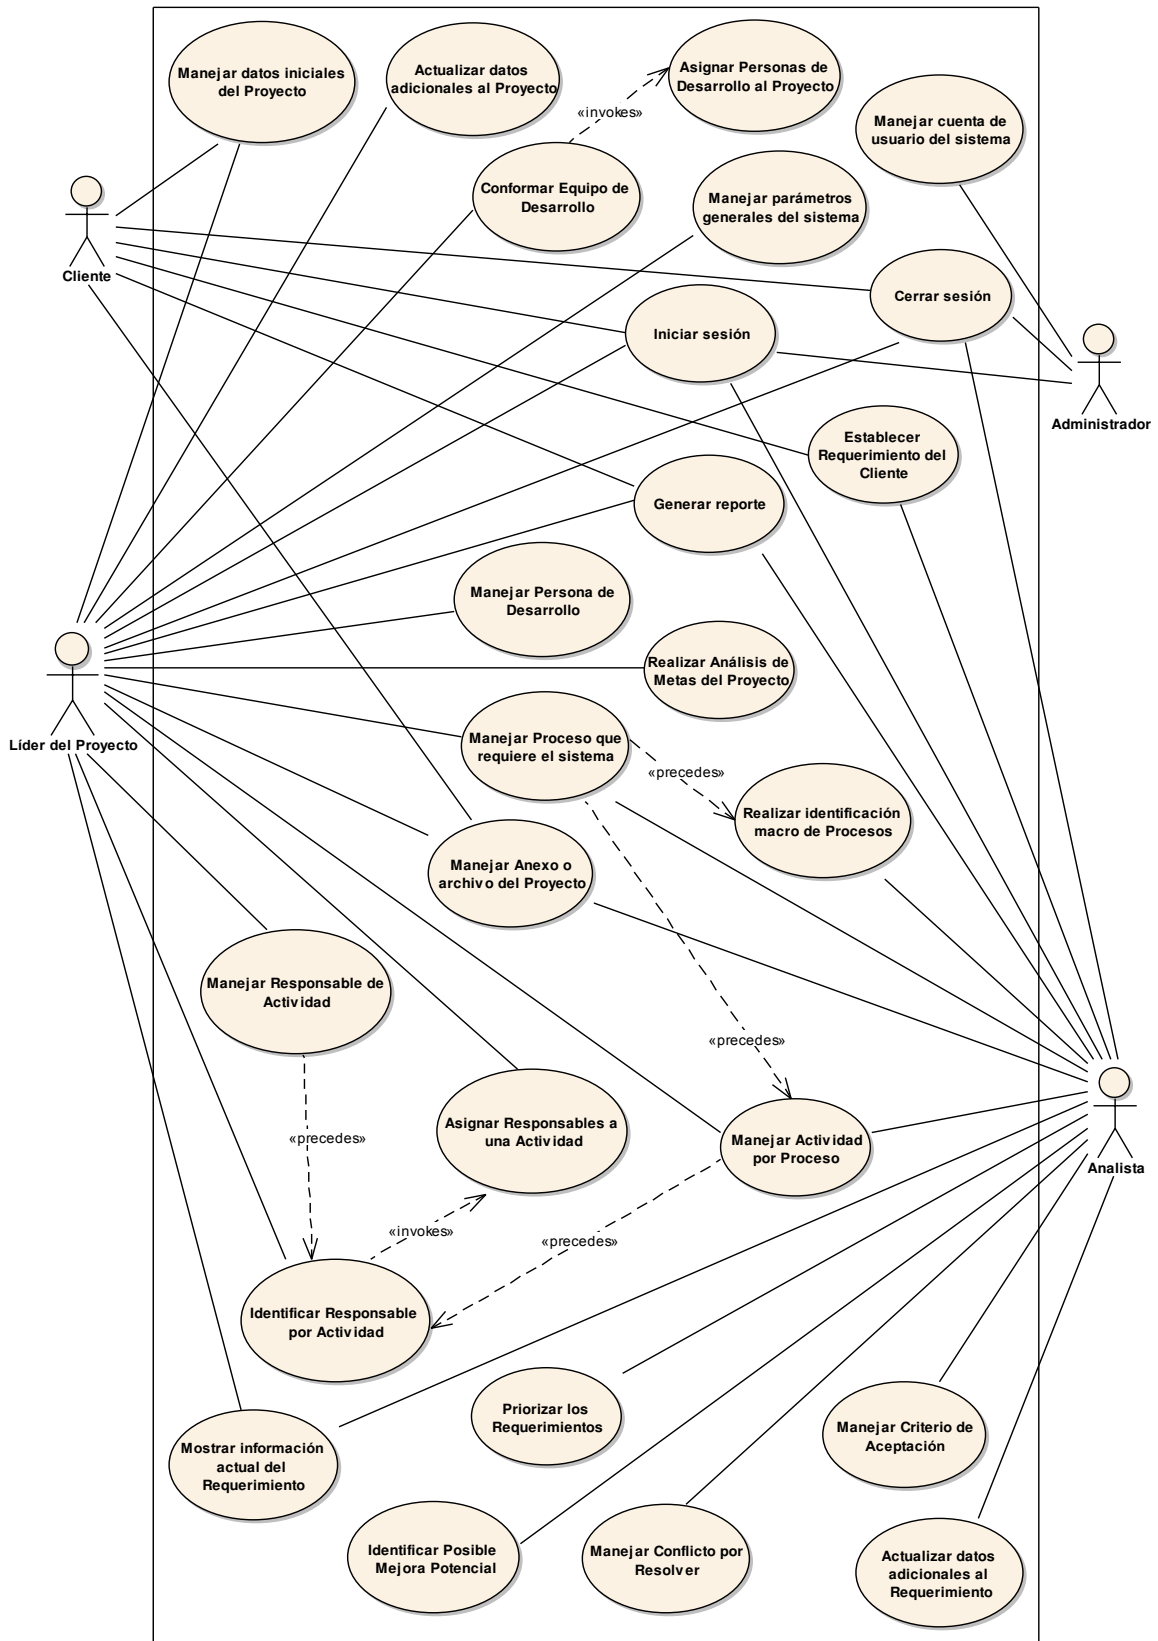 Manejar datos iniciales
del Proyecto
Actualizar datos
adicionales al Proyecto
Asignar Personas de
Desarrollo al Proyecto
«invokes»
Manejar cuenta de
usuario del sistema
Conformar Equipo de
Desarrollo
Manejar parámetros
generales del sistema
Cliente
Cerrar sesión
Iniciar sesión
Administrador
Establecer
Requerimiento del
Cliente
Generar reporte
Manejar Persona de
Desarrollo
Realizar Análisis de
Metas del Proyecto
Líder del Proyecto
Manejar Proceso que
requiere el sistema
«precedes»
Realizar identificación
macro de Procesos
Manejar Anexo o
archivo del Proyecto
Manejar Responsable de
Actividad
«precedes»
Asignar Responsables a
una Actividad
«precedes»
Manejar Actividad
por Proceso
Analista
«invokes»
«precedes»
Identificar Responsable
por Actividad
Priorizar los
Requerimientos
Manejar Criterio de
Aceptación
Mostrar información
actual del
Requerimiento
Identificar Posible
Mejora Potencial
Manejar Conflicto por
Resolver
Actualizar datos
adicionales al
Requerimiento